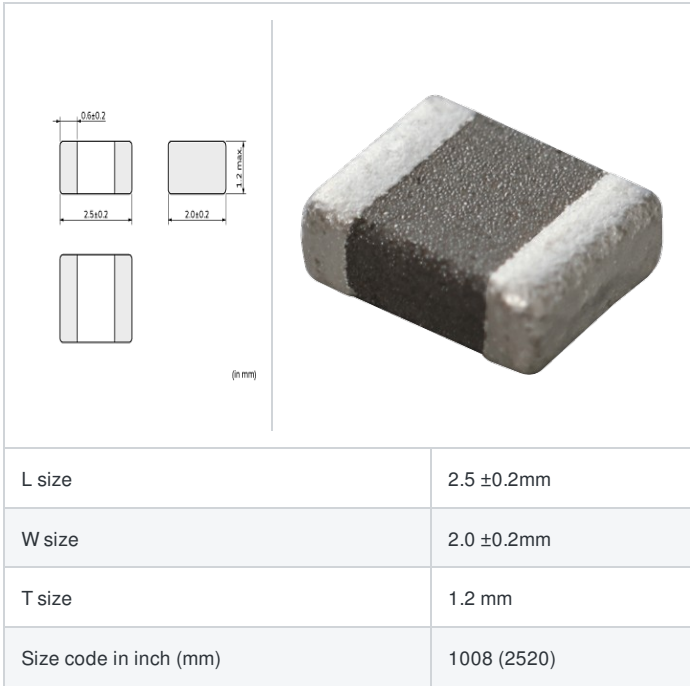 0.6±0.2
1.2 max.
2.5±0.2
2.0±0.2
(in mm)
L size 2.5 ±0.2mm
W size 2.0 ±0.2mm
T size 1.2 mm
Size code in inch (mm) 1008 (2520)